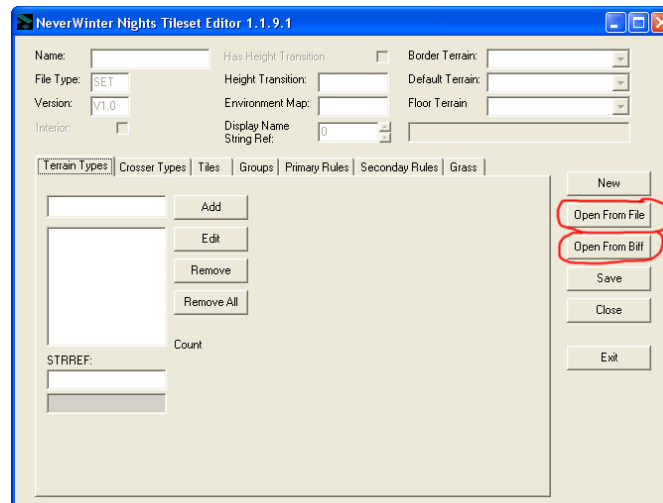 NeverWinter Nights Tileset Editor 1.1.9.1
Name: Has Height Transition Border Terrain:
File Type: SET Height Transition: Default Terrain:
Version: V1.0 Environment Map: Floor Terrain
Interior: Display Name String Ref: 0
Terrain Types Crosser Types Tiles Groups Primary Rules Seconday Rules Grass
New
Add
Open From File
Edit
Open From Biff
Remove
Save
Remove All
Close
Count
STRREF:
Exit